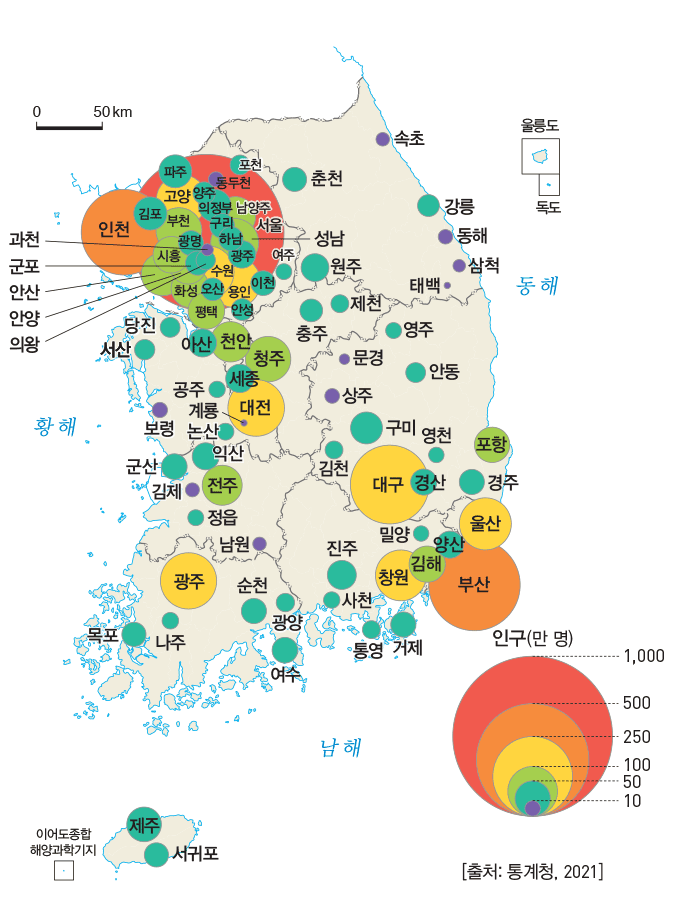 0 50 km
울릉도
독도
속초
포천
파주
동두천
춘천
고양
양주
의정부
남양주
강릉
김포
부천
구리
서울
인천
과천
광명
하남
성남
동해
군포
시흥
광주
여주
원주
삼척
안산
수원
이천
태백
동해
안양
화성
오산
용인
제천
의왕
평택
안성
충주
당진
아산
천안
영주
서산
청주
문경
안동
공주
세종
상주
계룡
대전
황해
보령
논산
구미
영천
포항
군산
익산
김천
김제
전주
대구
경산
경주
정읍
울산
남원
밀양
양산
진주
김해
광주
창원
부산
순천
사천
광양
목포
나주
통영
거제
여수
인구(만 명)
1,000
500
250
100
50
10
남해
제주
이어도종합
해양과학기지
서귀포
[출처: 통계청, 2021]